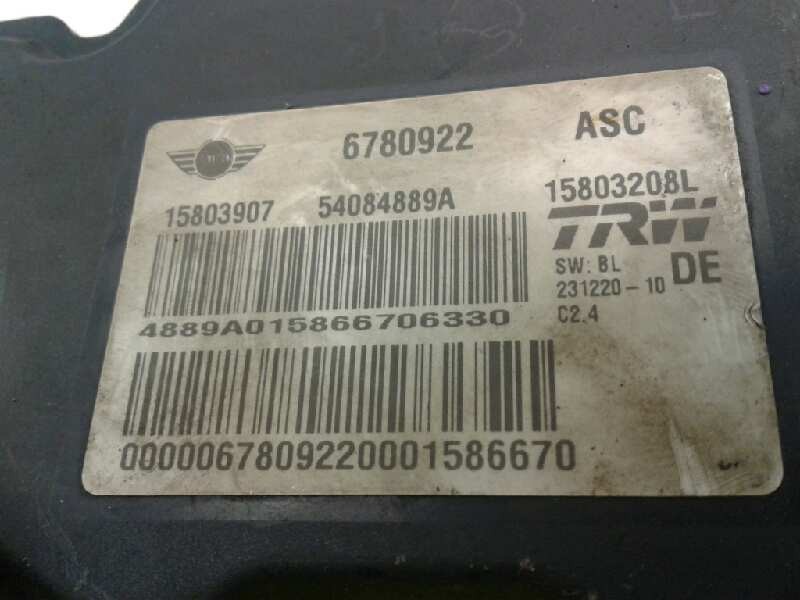 6780922 ASC
15803907 54084889A 15803208L
TRW
SW: BL DE
231220-10
C2.4
4889A015866706330
0000067809220001586670